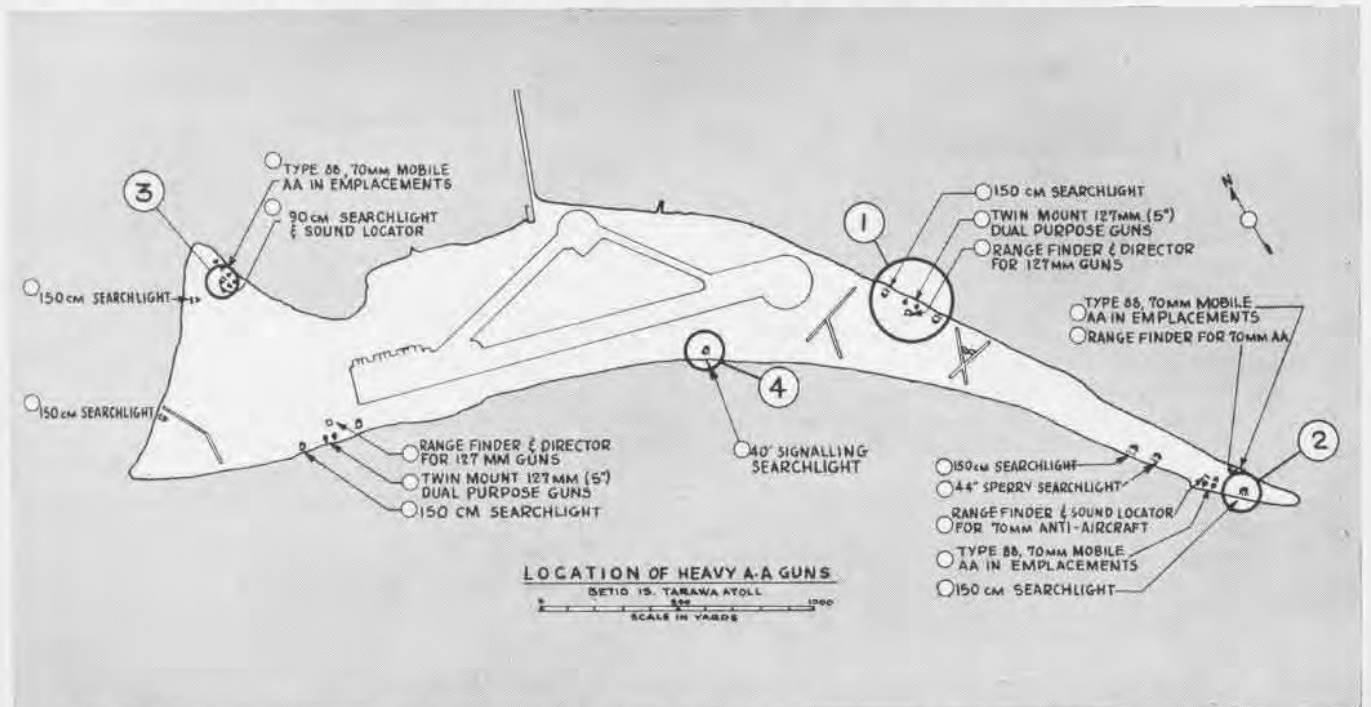 TYPE 88, 70MM MOBILE
AA IN EMPLACEMENTS
3
90CM SEARCHLIGHT
& SOUND LOCATOR
150 CM SEARCHLIGHT
150 CM SEARCHLIGHT
1
150 CM SEARCHLIGHT
TWIN MOUNT 127MM (5")
DUAL PURPOSE GUNS
RANGE FINDER & DIRECTOR
FOR 127MM GUNS
N
TYPE 88, 70MM MOBILE
AA IN EMPLACEMENTS
RANGE FINDER FOR 70MM AA
4
40" SIGNALLING
SEARCHLIGHT
RANGE FINDER & DIRECTOR
FOR 127 MM GUNS
TWIN MOUNT 127MM (5")
DUAL PURPOSE GUNS
150 CM SEARCHLIGHT
2
150CM SEARCHLIGHT
44" SPERRY SEARCHLIGHT
RANGE FINDER & SOUND LOCATOR
FOR 70MM ANTI-AIRCRAFT
TYPE 88, 70MM MOBILE
AA IN EMPLACEMENTS
150 CM SEARCHLIGHT
LOCATION OF HEAVY A-A GUNS
BETIO IS. TARAWA ATOLL
0 500 1000
SCALE IN YARDS